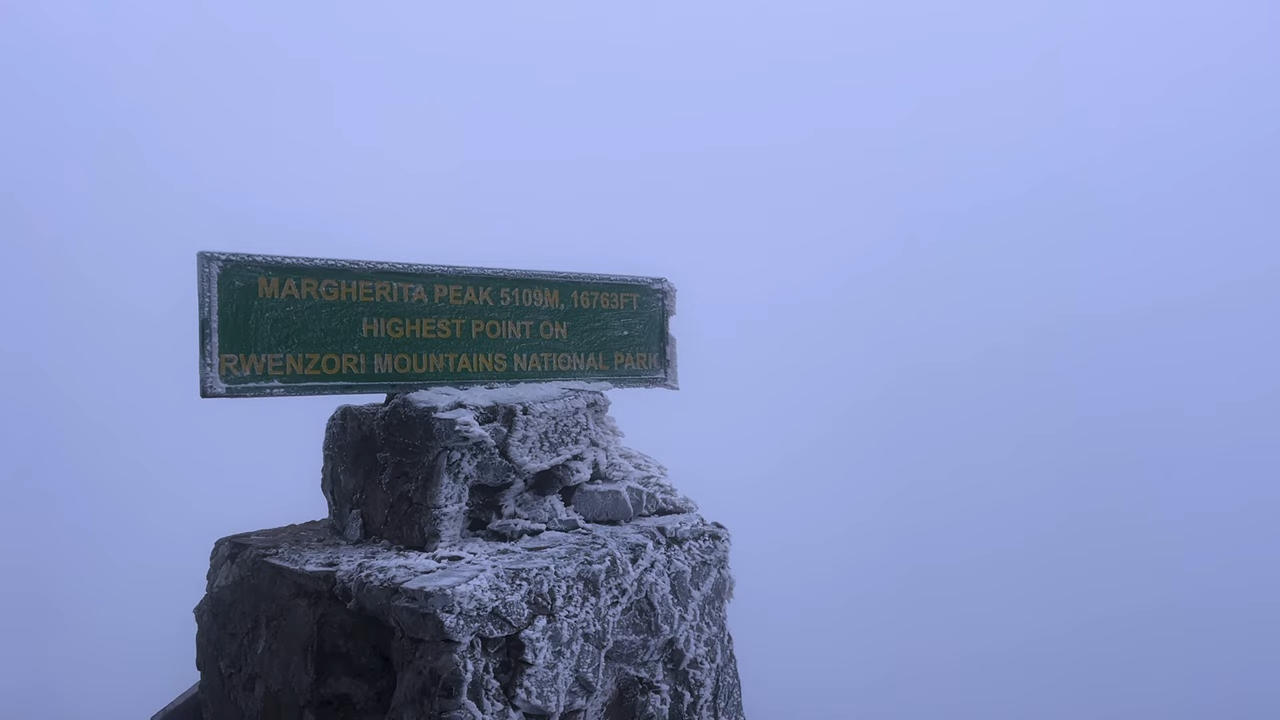 MARGHERITA PEAK 5109M, 16763FT
HIGHEST POINT ON
RWENZORI MOUNTAINS NATIONAL PARK